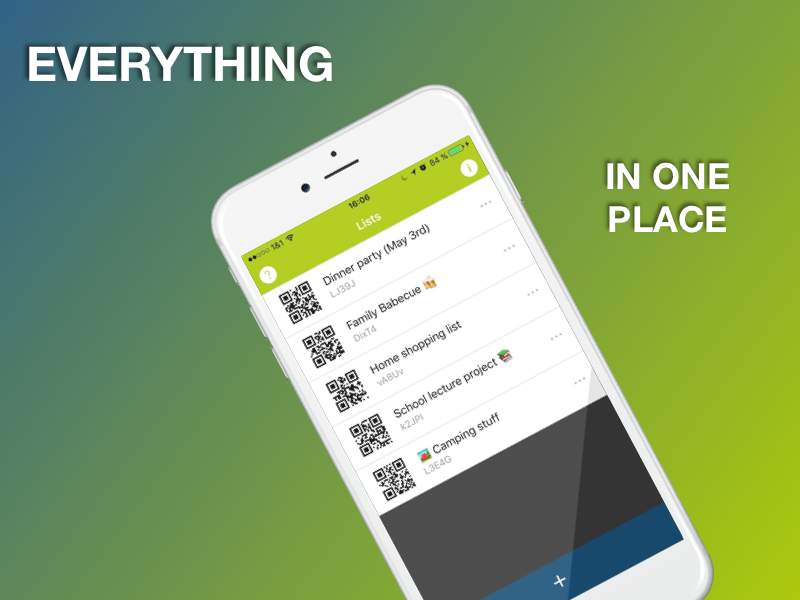 EVERYTHING
IN ONE
PLACE
1&1 16:06 84 %
? Lists i
Dinner party (May 3rd)
LJ39J
Family Babecue 🍻
DixT4
Home shopping list
vABUv
School lecture project 📚
k2JPI
🏕 Camping stuff
L3E4G
+